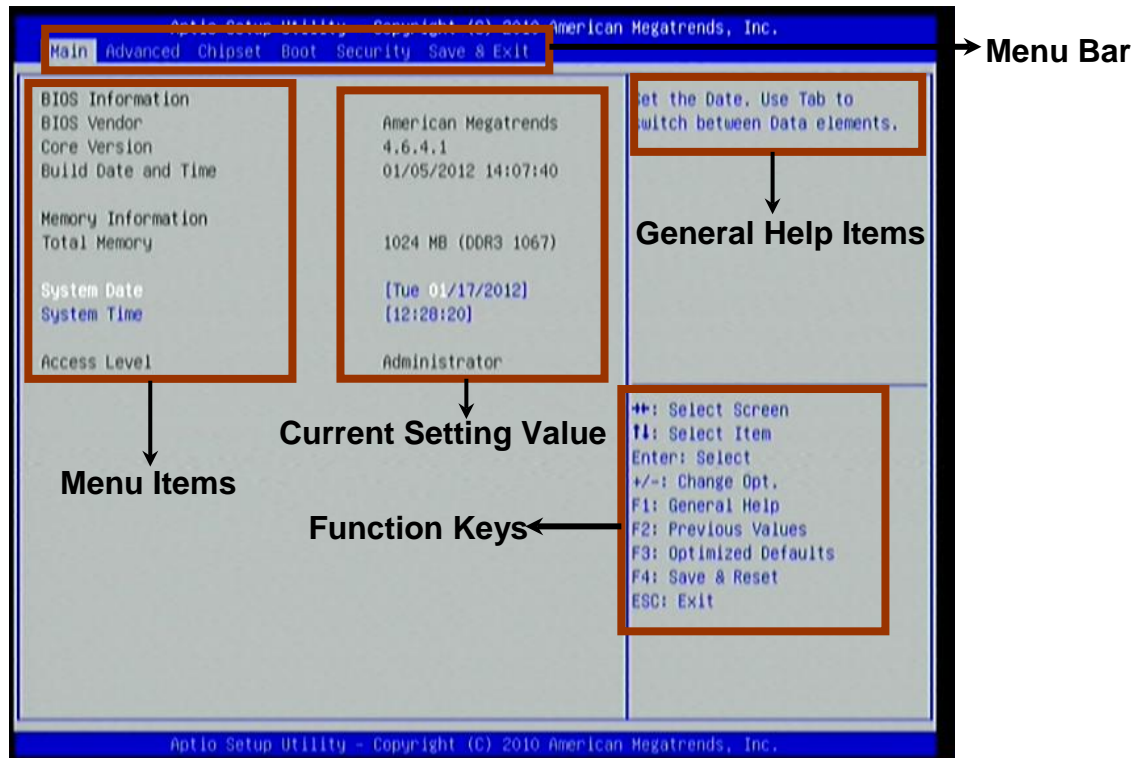 Aptio Setup Utility - Copyright (C) 2010 American Megatrends, Inc.
Main Advanced Chipset Boot Security Save & Exit
Menu Bar
BIOS Information
BIOS Vendor American Megatrends
Core Version 4.6.4.1
Build Date and Time 01/05/2012 14:07:40
Memory Information
Total Memory 1024 MB (DDR3 1067)
System Date [Tue 01/17/2012]
System Time [12:28:20]
Access Level Administrator
Set the Date. Use Tab to
switch between Data elements.
General Help Items
Current Setting Value
Menu Items
Function Keys
→←: Select Screen
↑↓: Select Item
Enter: Select
+/-: Change Opt.
F1: General Help
F2: Previous Values
F3: Optimized Defaults
F4: Save & Reset
ESC: Exit
Aptio Setup Utility - Copyright (C) 2010 American Megatrends, Inc.